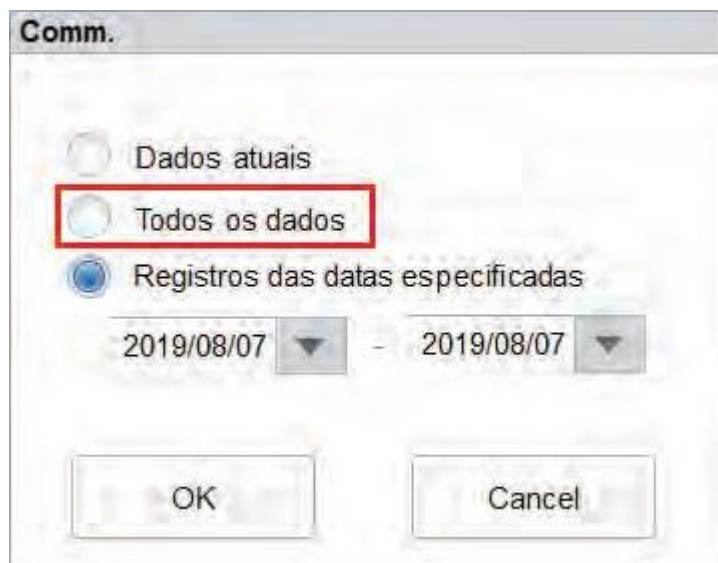 Comm.
Dados atuais
Todos os dados
Registros das datas especificadas
2019/08/07 - 2019/08/07
OK Cancel